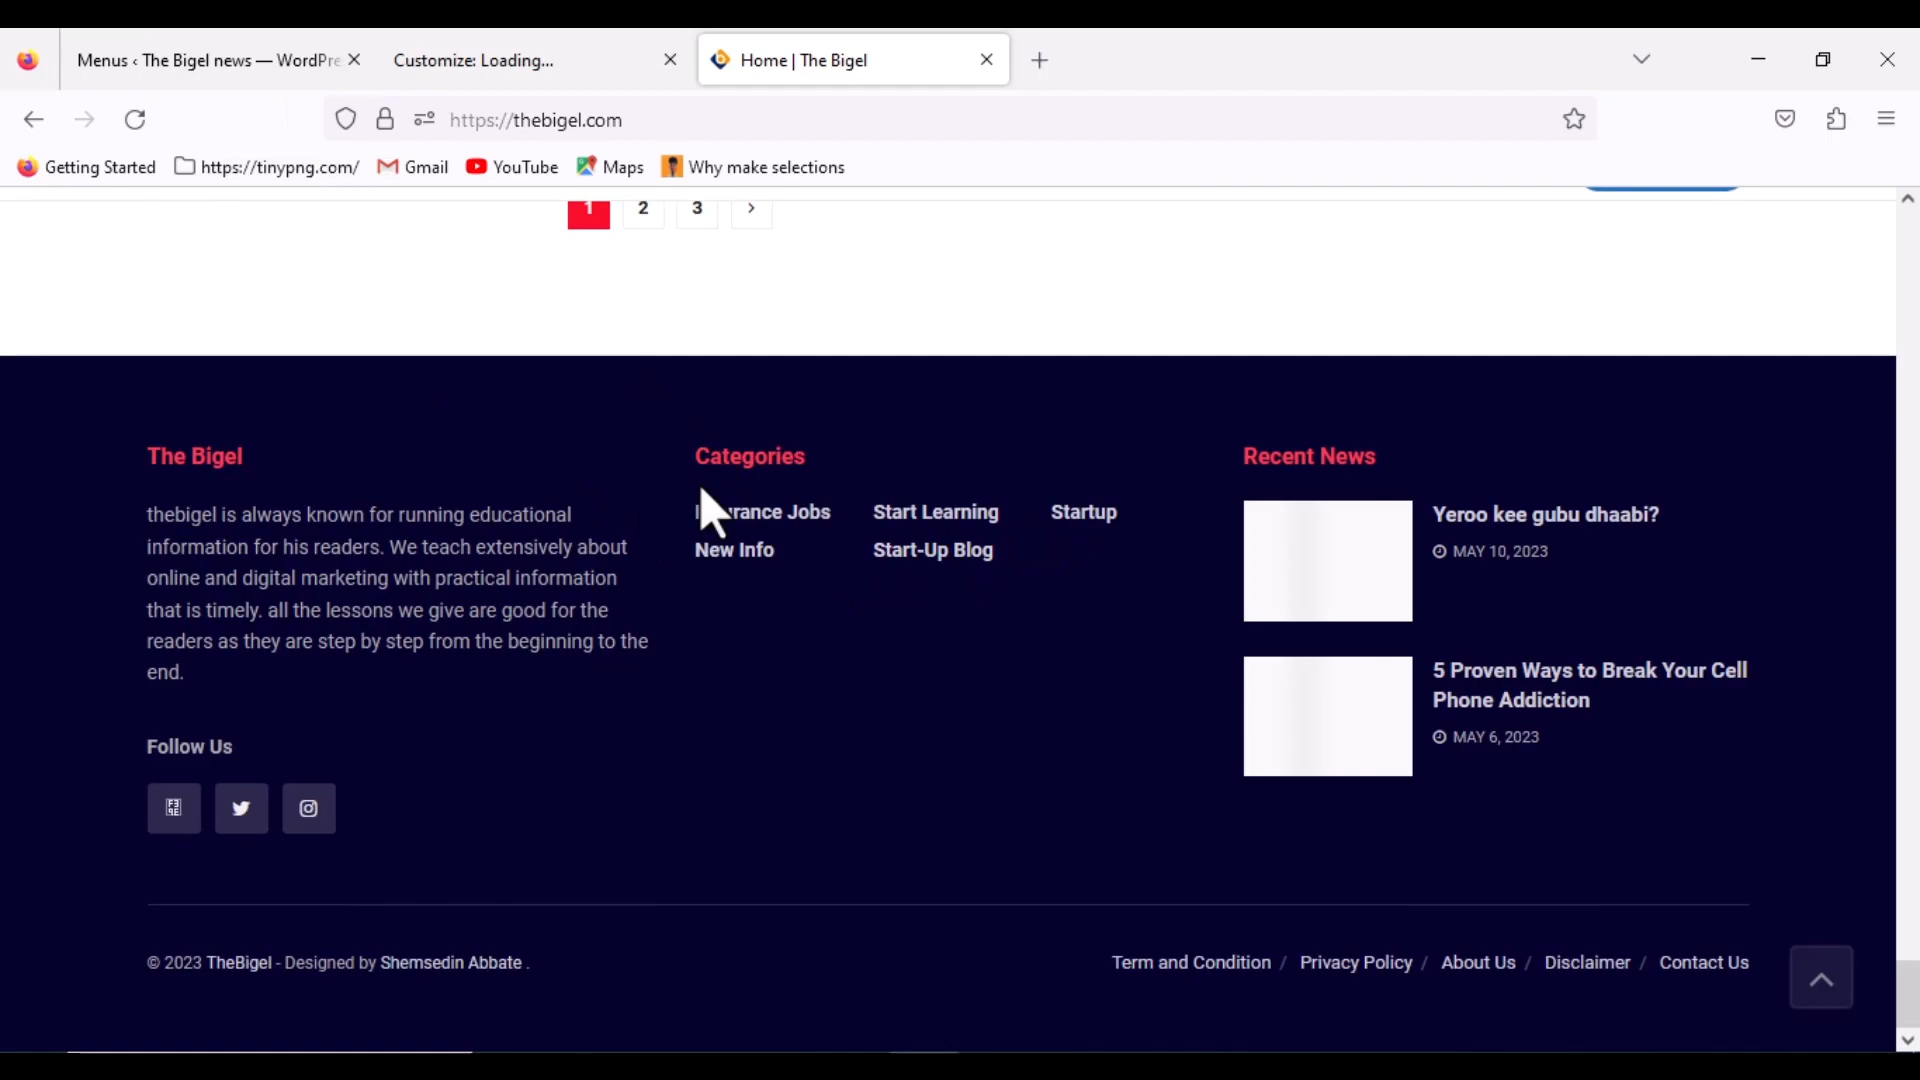 Menus ‹ The Bigel news — WordPre
Customize: Loading...
Home | The Bigel
https://thebigel.com
Getting Started
https://tinypng.com/
Gmail
YouTube
Maps
Why make selections
1 2 3
The Bigel
thebigel is always known for running educational
information for his readers. We teach extensively about
online and digital marketing with practical information
that is timely. all the lessons we give are good for the
readers as they are step by step from the beginning to the
end.
Follow Us
Categories
Jobs
Start Learning
Startup
New Info
Start-Up Blog
Recent News
Yeroo kee gubu dhaabi?
MAY 10, 2023
5 Proven Ways to Break Your Cell
Phone Addiction
MAY 6, 2023
© 2023 TheBigel - Designed by Shemsedin Abbate .
Term and Condition / Privacy Policy / About Us / Disclaimer / Contact Us